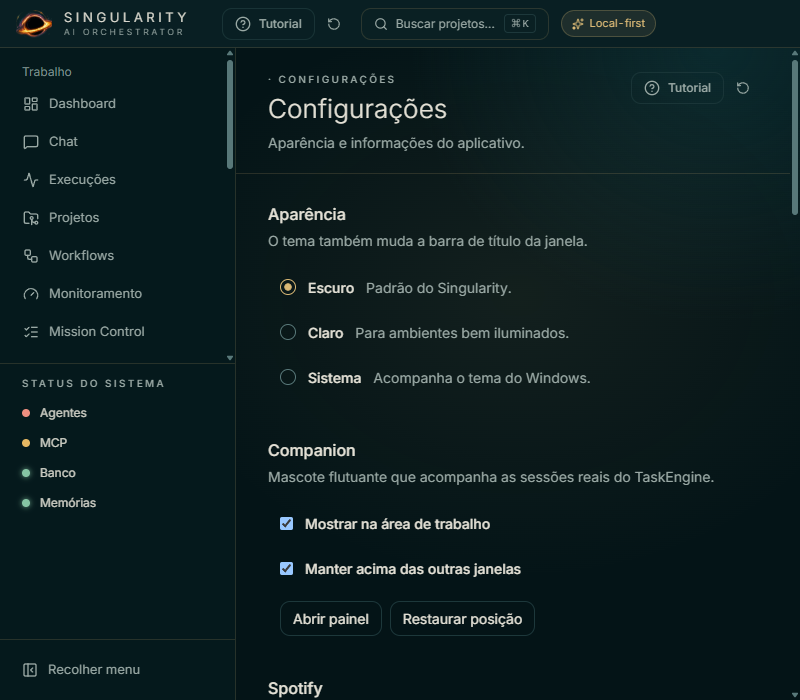 SINGULARITY
AI ORCHESTRATOR
Tutorial
Buscar projetos...
⌘K
Local-first
Trabalho
Dashboard
Chat
Execuções
Projetos
Workflows
Monitoramento
Mission Control
STATUS DO SISTEMA
Agentes
MCP
Banco
Memórias
Recolher menu
· CONFIGURAÇÕES
Configurações
Aparência e informações do aplicativo.
Tutorial
Aparência
O tema também muda a barra de título da janela.
Escuro Padrão do Singularity.
Claro Para ambientes bem iluminados.
Sistema Acompanha o tema do Windows.
Companion
Mascote flutuante que acompanha as sessões reais do TaskEngine.
Mostrar na área de trabalho
Manter acima das outras janelas
Abrir painel Restaurar posição
Spotify